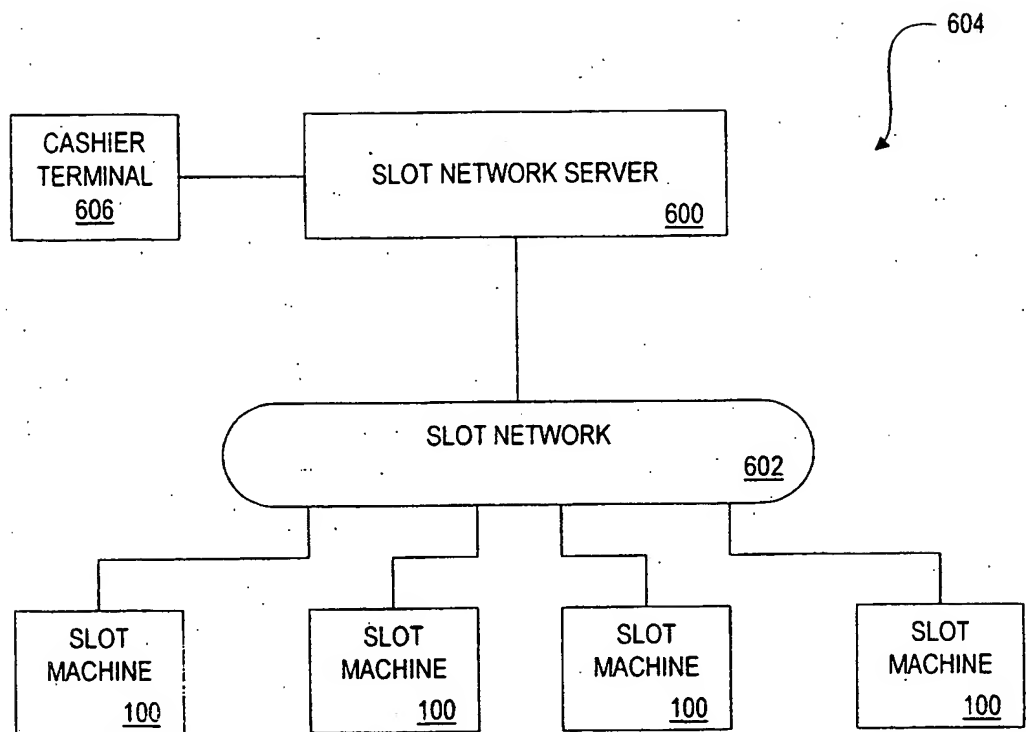 604
CASHIER
TERMINAL
606
SLOT NETWORK SERVER
600
SLOT NETWORK
602
SLOT
MACHINE
100
SLOT
MACHINE
100
SLOT
MACHINE
100
SLOT
MACHINE
100